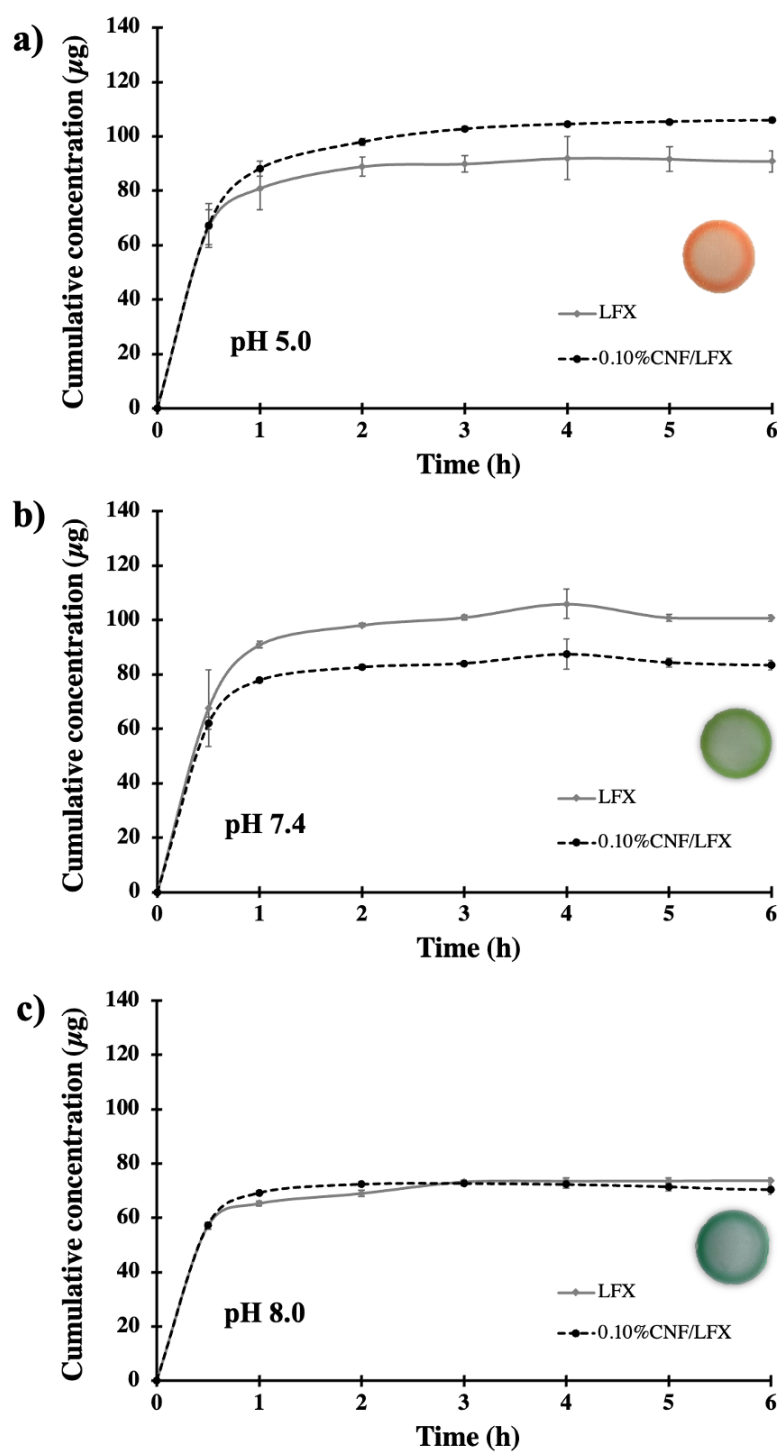 a)
Cumulative concentration (µg)
140
120
100
80
60
40
20
0
pH 5.0
LFX
0.10%CNF/LFX
0 1 2 3 4 5 6
Time (h)
b)
Cumulative concentration (µg)
140
120
100
80
60
40
20
0
pH 7.4
LFX
0.10%CNF/LFX
0 1 2 3 4 5 6
Time (h)
c)
Cumulative concentration (µg)
140
120
100
80
60
40
20
0
pH 8.0
LFX
0.10%CNF/LFX
0 1 2 3 4 5 6
Time (h)